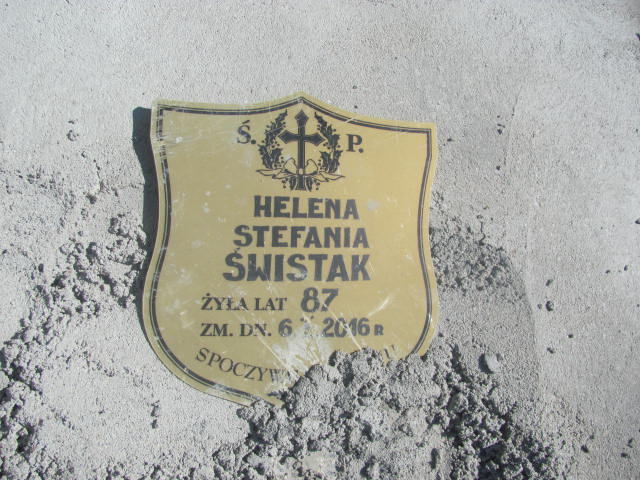 Ś. P.
HELENA
STEFANIA
ŚWISTAK
ŻYŁA LAT 87
ZM. DN. 6 2016 R